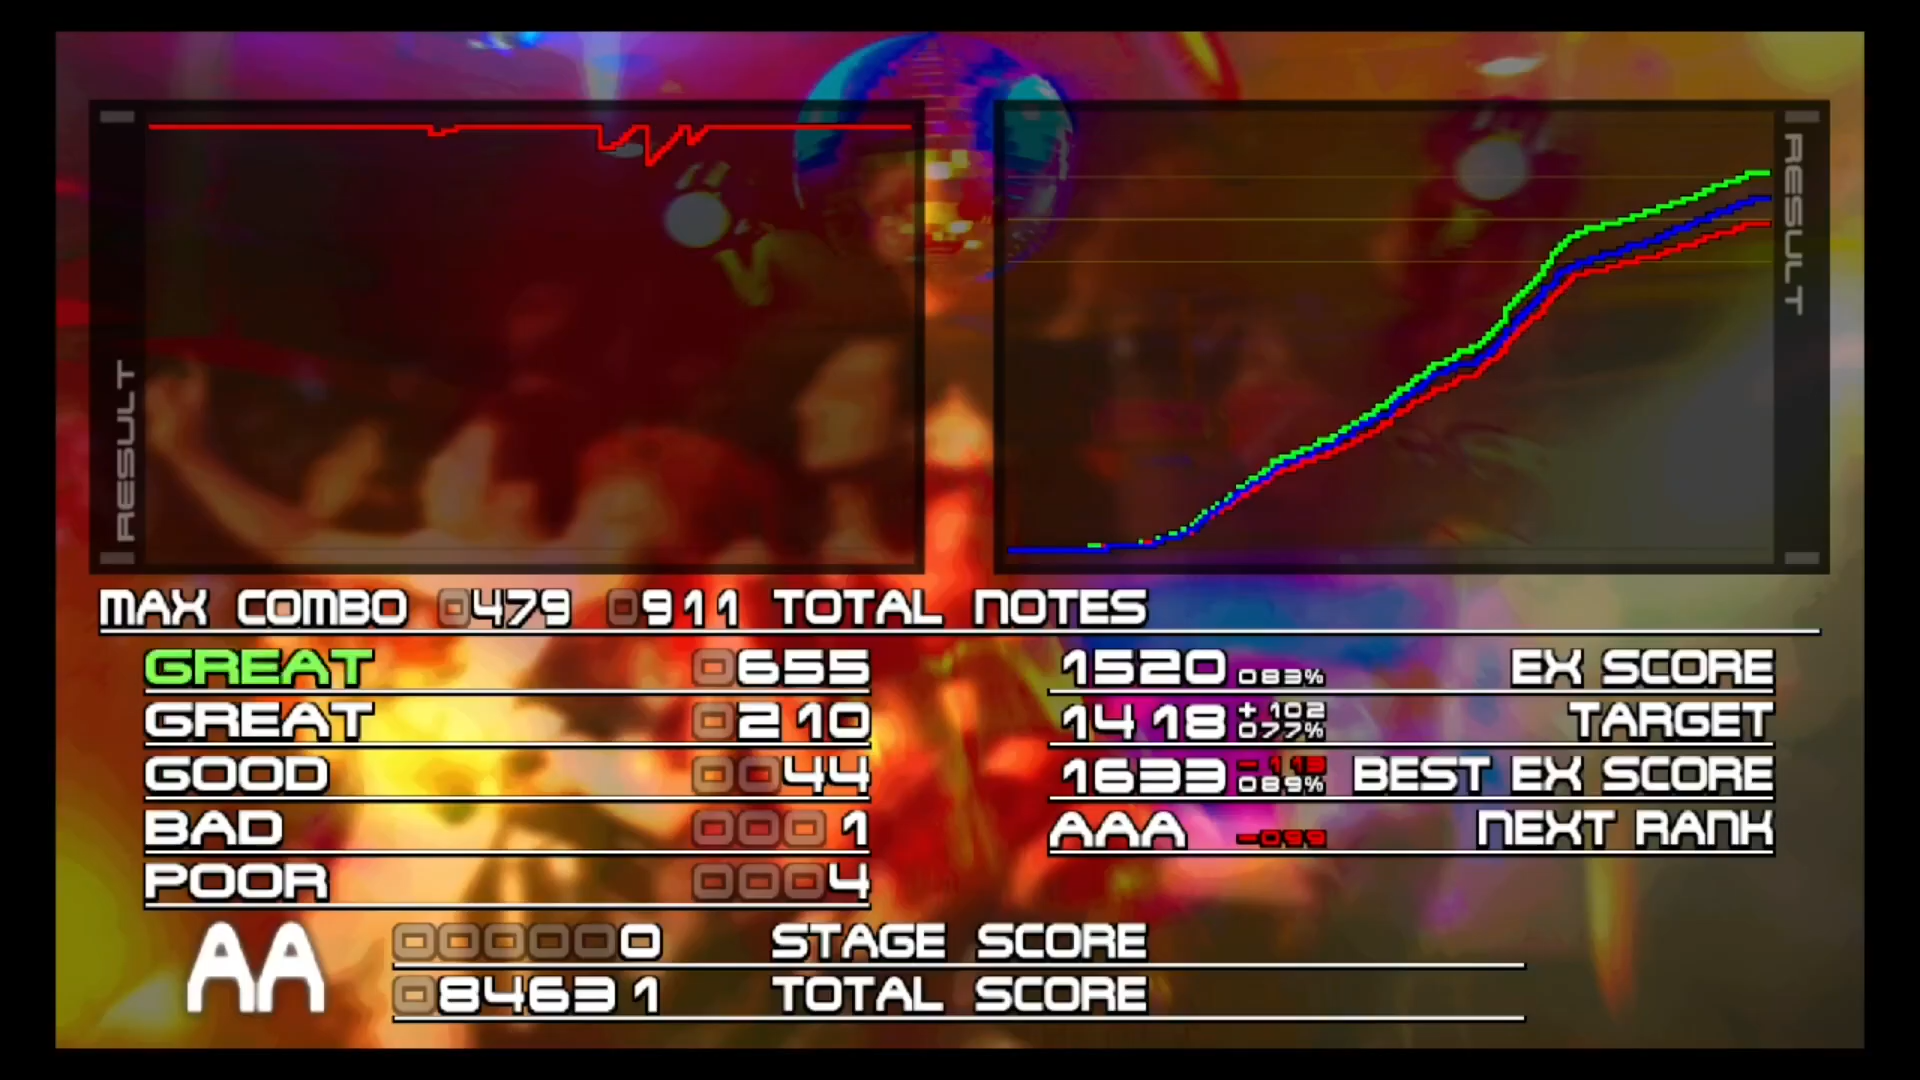 RESULT
RESULT
MAX COMBO 0479 0911 TOTAL NOTES
GREAT 0655
GREAT 0210
GOOD 0044
BAD 0001
POOR 0004
1520 083% EX SCORE
1418 +102 077% TARGET
1633 -113 089% BEST EX SCORE
AAA -099 NEXT RANK
AA
0000000 STAGE SCORE
084631 TOTAL SCORE